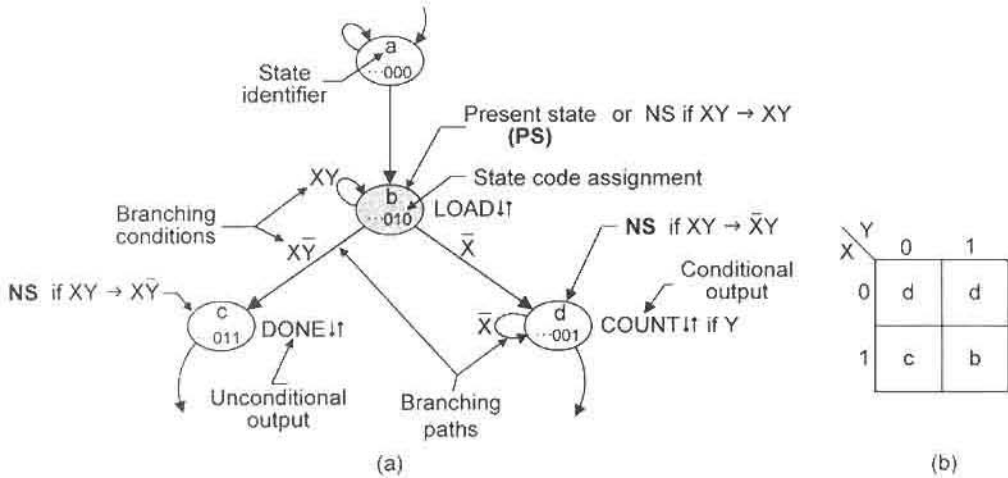 a
···000
State
identifier
Present state or NS if XY → XY
(PS)
XY
b
···010
State code assignment
LOAD↓↑
Branching
conditions
XȲ
X̄
NS if XY → X̄Y
NS if XY → XȲ
Conditional
output
c
···011
DONE↓↑
X̄
d
···001
COUNT↓↑ if Y
Unconditional
output
Branching
paths
(a)
Y
X
0 1
0 d d
1 c b
(b)